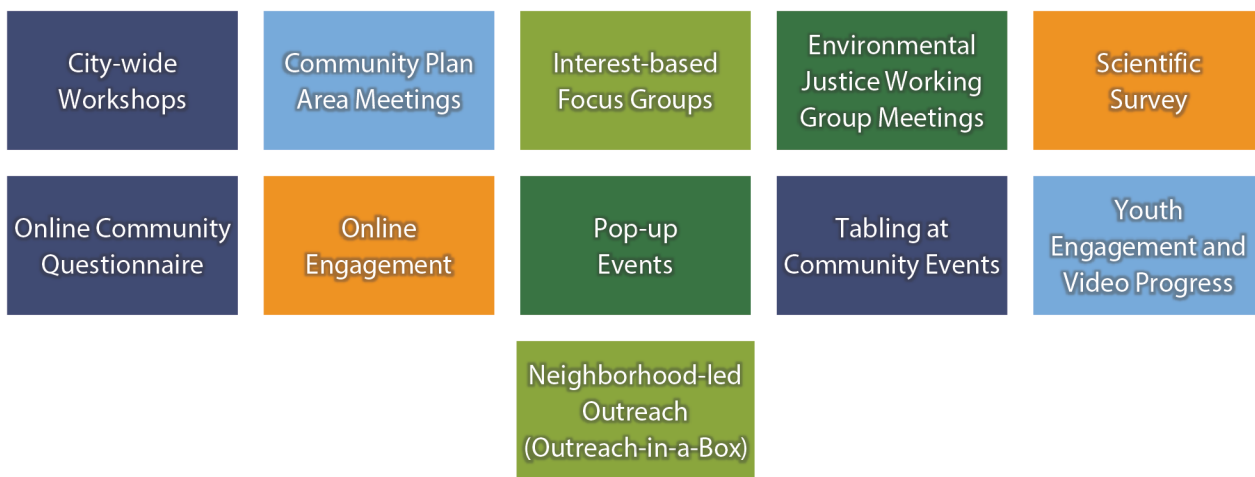 City-wide
Workshops
Community Plan
Area Meetings
Interest-based
Focus Groups
Environmental
Justice Working
Group Meetings
Scientific
Survey
Online Community
Questionnaire
Online
Engagement
Pop-up
Events
Tabling at
Community Events
Youth
Engagement and
Video Progress
Neighborhood-led
Outreach
(Outreach-in-a-Box)